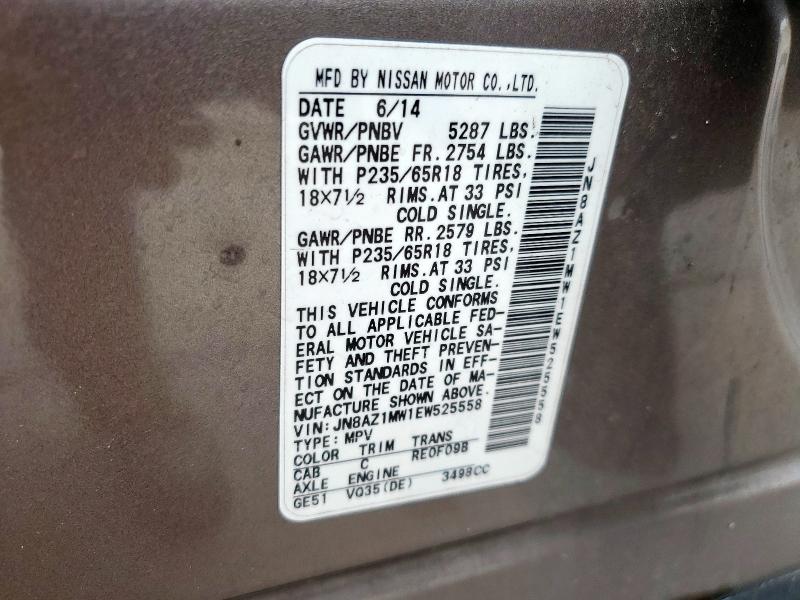 MFD BY NISSAN MOTOR CO.,LTD.
DATE 6/14
GVWR/PNBV 5287 LBS.
GAWR/PNBE FR. 2754 LBS.
WITH P235/65R18 TIRES,
18×7½ RIMS.AT 33 PSI
COLD SINGLE.
GAWR/PNBE RR. 2579 LBS.
WITH P235/65R18 TIRES,
18×7½ RIMS.AT 33 PSI
COLD SINGLE.
THIS VEHICLE CONFORMS
TO ALL APPLICABLE FED-
ERAL MOTOR VEHICLE SA-
FETY AND THEFT PREVEN-
TION STANDARDS IN EFF-
ECT ON THE DATE OF MA-
NUFACTURE SHOWN ABOVE.
VIN:JN8AZ1MW1EW525558
TYPE:MPV
COLOR TRIM TRANS
CAB C RE0F09B
AXLE ENGINE
GE51 VQ35(DE) 3498CC
JN8AZ1MW1EW525558